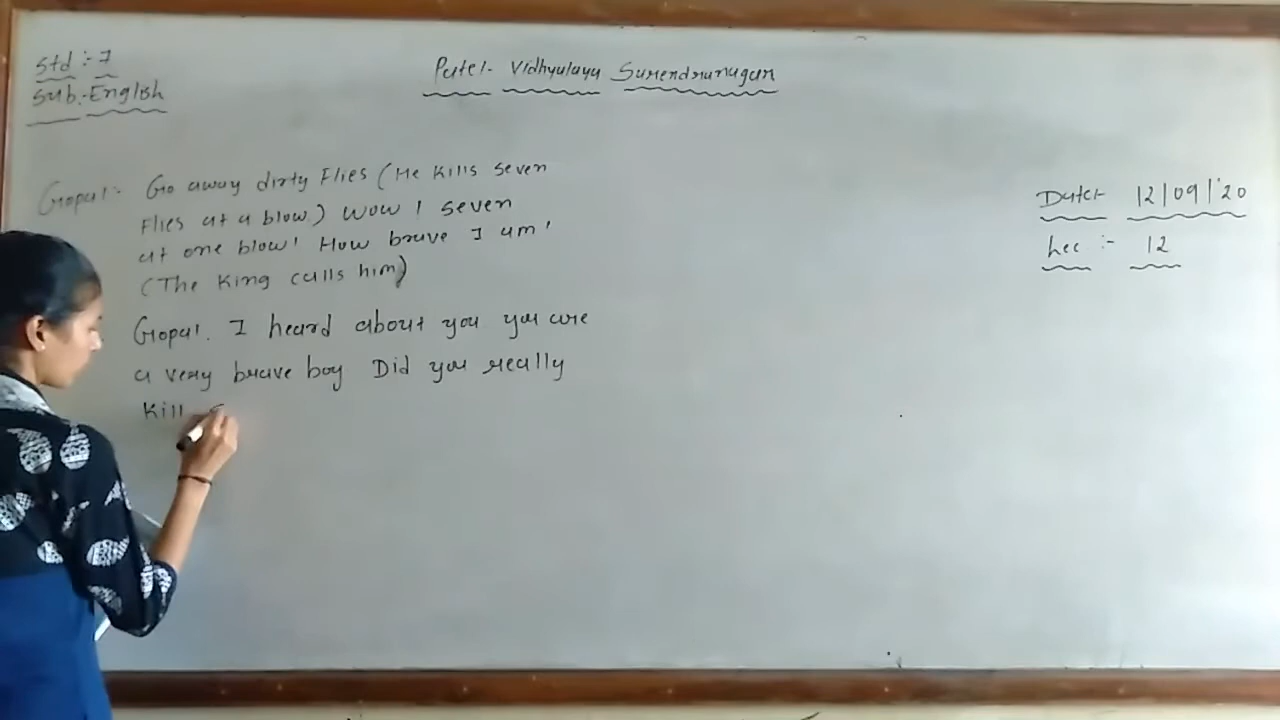 Std :- 7
Sub.- English
Patel- Vidhyalaya Surendranagar
Date:- 12/09/'20
Lec :- 12
Gopal:- Go away dirty Flies (He Kills seven
Flies at a blow) Wow ! seven
at one blow! How brave I am!
(The King calls him)
Gopal. I heard about you you are
a very brave boy Did you really
Kill